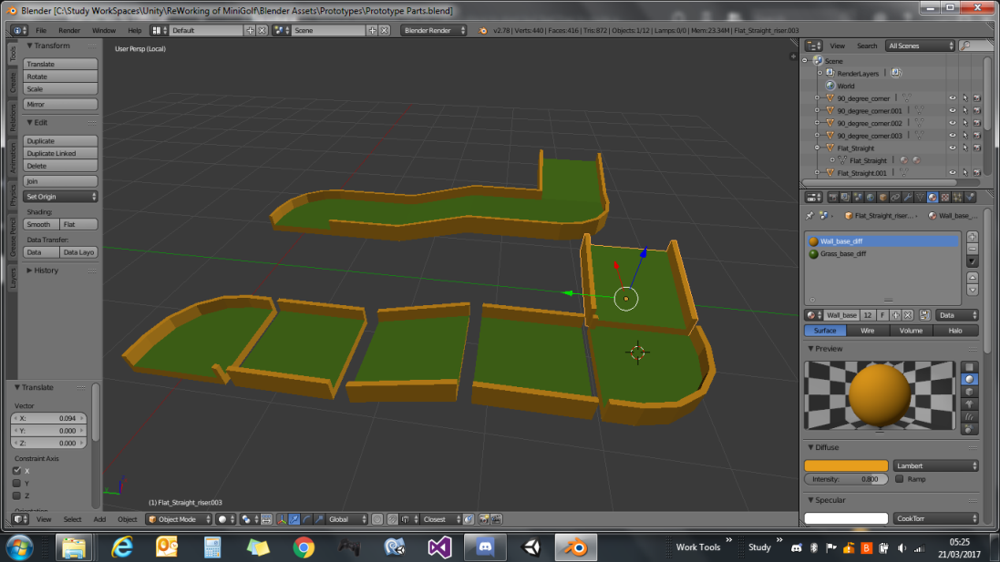 Blender [C:\Study WorkSpaces\Unity\ReWorking of MiniGolf\Blender Assets\Prototypes\Prototype Parts.blend]
File Render Window Help Default Scene Blender Render v2.78 | Verts:440 | Faces:416 | Tris:872 | Objects:1/12 | Lamps:0/0 | Mem:23.34M | Flat_Straight_riser.003
Tools
Create
Relations
Animation
Physics
Grease Pencil
Layers
Transform
Translate
Rotate
Scale
Mirror
Edit
Duplicate
Duplicate Linked
Delete
Join
Set Origin
Shading:
Smooth Flat
Data Transfer:
Data Data Layo
History
Translate
Vector
X: 0.094
Y: 0.000
Z: 0.000
Constraint Axis
X
Y
Z
Orientation
User Persp (Local)
(1) Flat_Straight_riser.003
View Select Add Object Object Mode Global Closest
View Search All Scenes
Scene
RenderLayers
World
90_degree_corner
90_degree_corner.001
90_degree_corner.002
90_degree_corner.003
Flat_Straight
Flat_Straight
Flat_Straight.001
Flat_Straight_riser... Wall_base_...
Wall_base_diff
Grass_base_diff
Wall_base 12 F Data
Surface Wire Volume Halo
Preview
Diffuse
Lambert
Intensity: 0.800 Ramp
Specular
CookTorr
Work Tools » Study » 05:25
21/03/2017